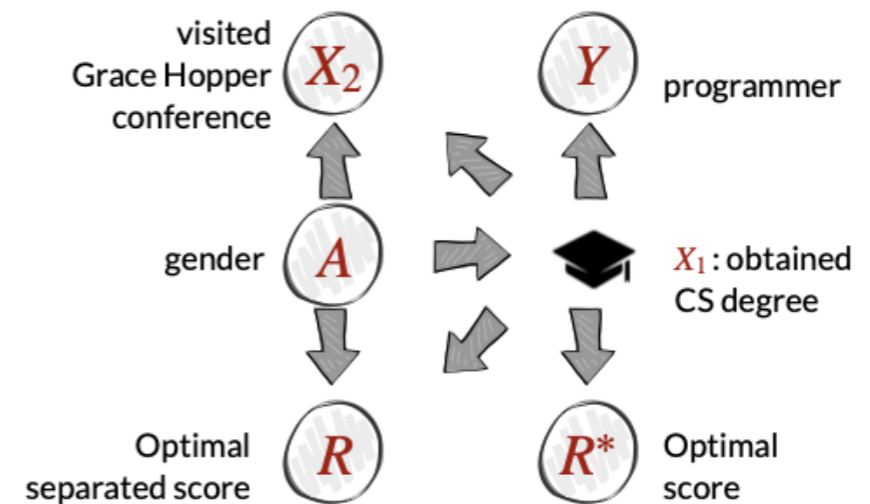 visited
Grace Hopper
conference
X₂
Y
programmer
gender
A
X₁ : obtained
CS degree
Optimal
separated score
R
R*
Optimal
score